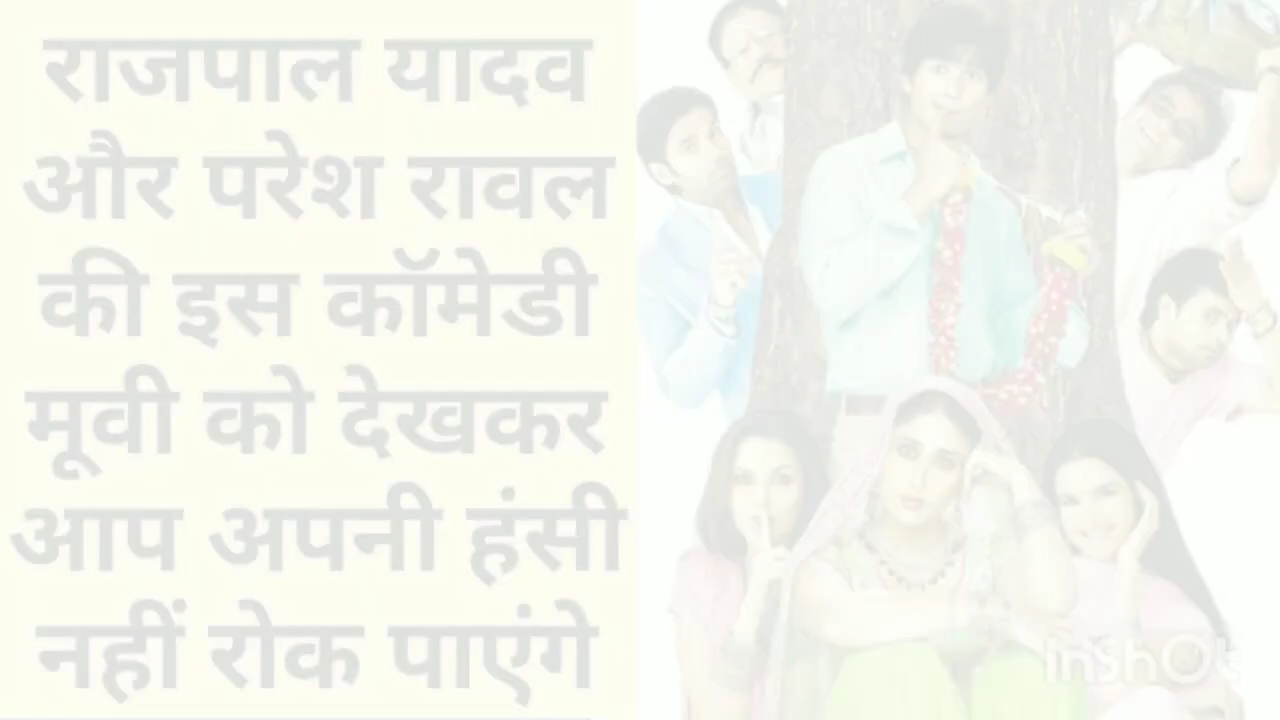 राजपाल यादव
और परेश रावल
की इस कॉमेडी
मूवी को देखकर
आप अपनी हंसी
नहीं रोक पाएंगे
inShOt